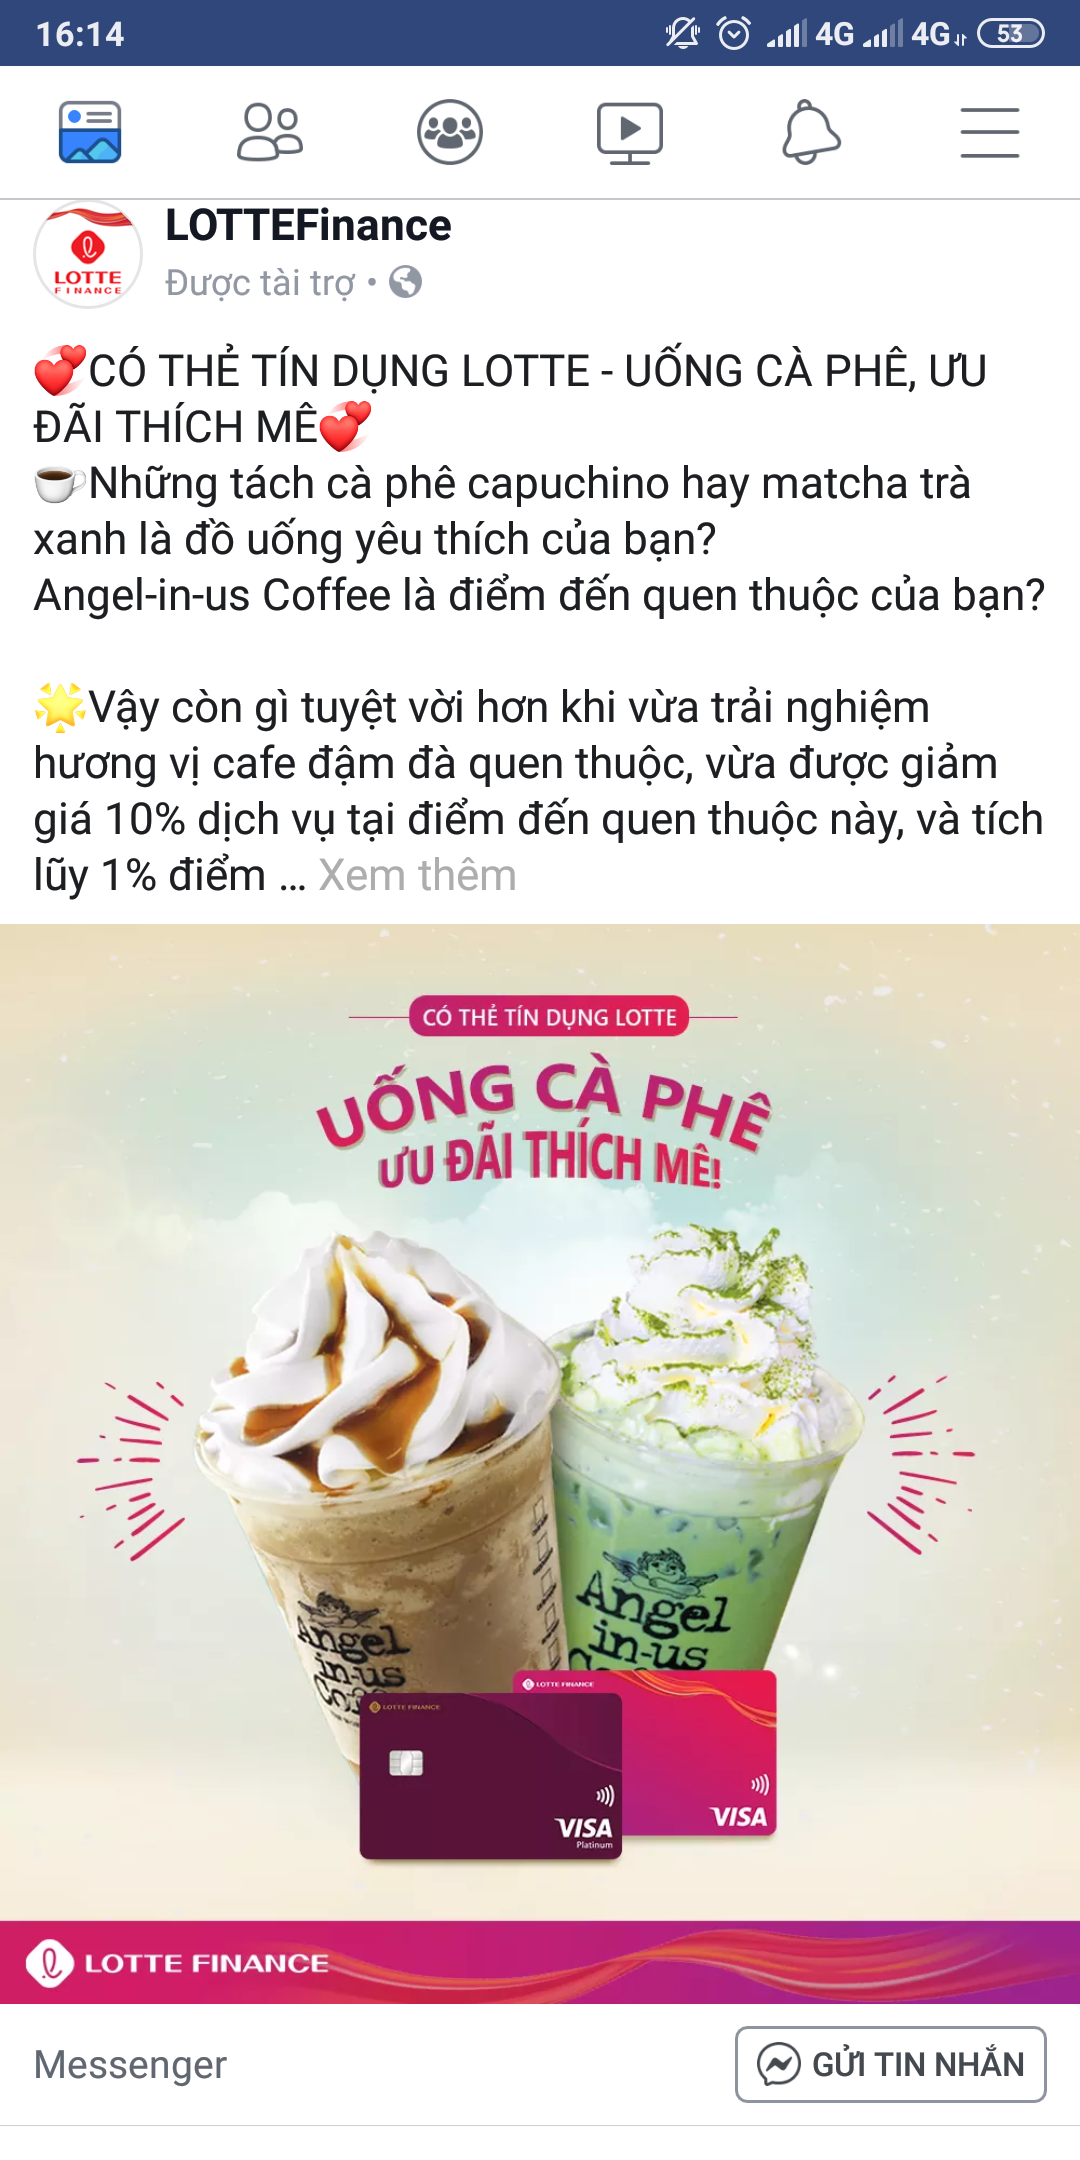 16:14
4G
4G
53
LOTTEFinance
LOTTE
FINANCE
Được tài trợ •
💞CÓ THẺ TÍN DỤNG LOTTE - UỐNG CÀ PHÊ, ƯU
ĐÃI THÍCH MÊ💞
☕Những tách cà phê capuchino hay matcha trà
xanh là đồ uống yêu thích của bạn?
Angel-in-us Coffee là điểm đến quen thuộc của bạn?
🌟Vậy còn gì tuyệt vời hơn khi vừa trải nghiệm
hương vị cafe đậm đà quen thuộc, vừa được giảm
giá 10% dịch vụ tại điểm đến quen thuộc này, và tích
lũy 1% điểm ... Xem thêm
CÓ THẺ TÍN DỤNG LOTTE
UỐNG CÀ PHÊ
ƯU ĐÃI THÍCH MÊ!
Angel
in-us
Angel
in-us
LOTTE FINANCE
VISA
LOTTE FINANCE
VISA
Platinum
LOTTE FINANCE
Messenger
GỬI TIN NHẮN